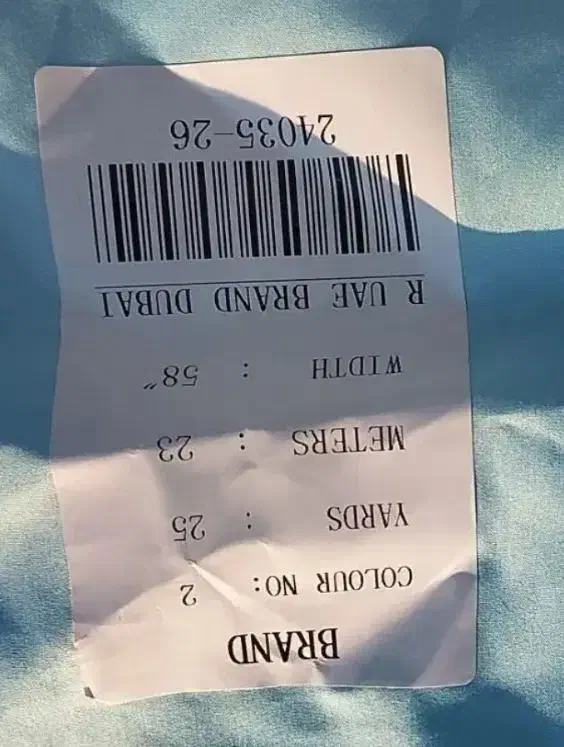 BRAND
COLOUR NO: 2
YARDS : 25
METERS : 23
WIDTH : 58"
R UAE BRAND DUBAI
24035-26